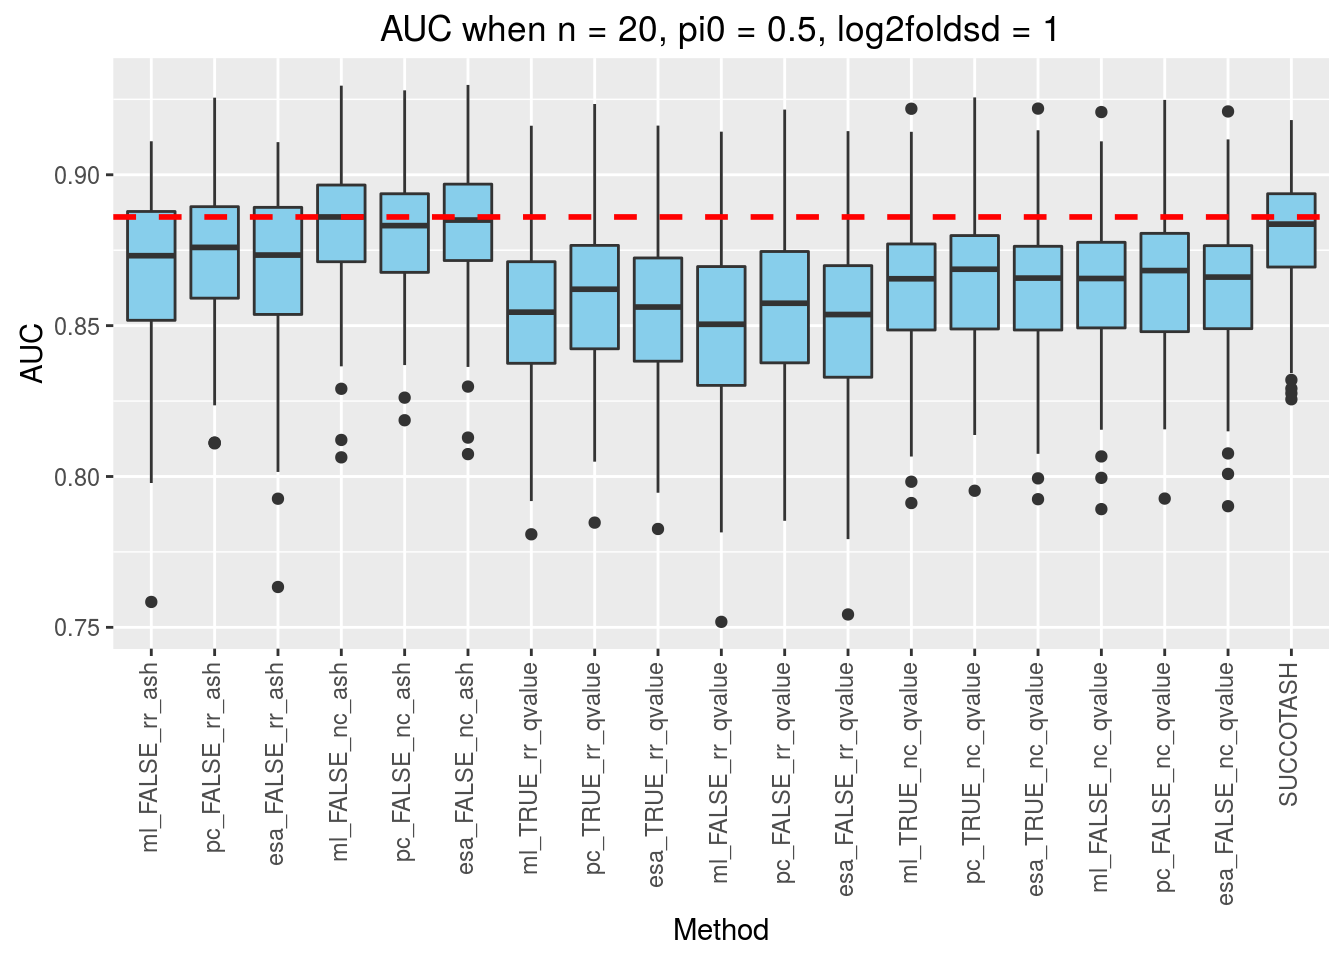 AUC when n = 20, pi0 = 0.5, log2foldsd = 1
AUC
0.90
0.85
0.80
0.75
ml_FALSE_rr_ash
pc_FALSE_rr_ash
esa_FALSE_rr_ash
ml_FALSE_nc_ash
pc_FALSE_nc_ash
esa_FALSE_nc_ash
ml_TRUE_rr_qvalue
pc_TRUE_rr_qvalue
esa_TRUE_rr_qvalue
ml_FALSE_rr_qvalue
pc_FALSE_rr_qvalue
esa_FALSE_rr_qvalue
ml_TRUE_nc_qvalue
pc_TRUE_nc_qvalue
esa_TRUE_nc_qvalue
ml_FALSE_nc_qvalue
pc_FALSE_nc_qvalue
esa_FALSE_nc_qvalue
SUCCOTASH
Method